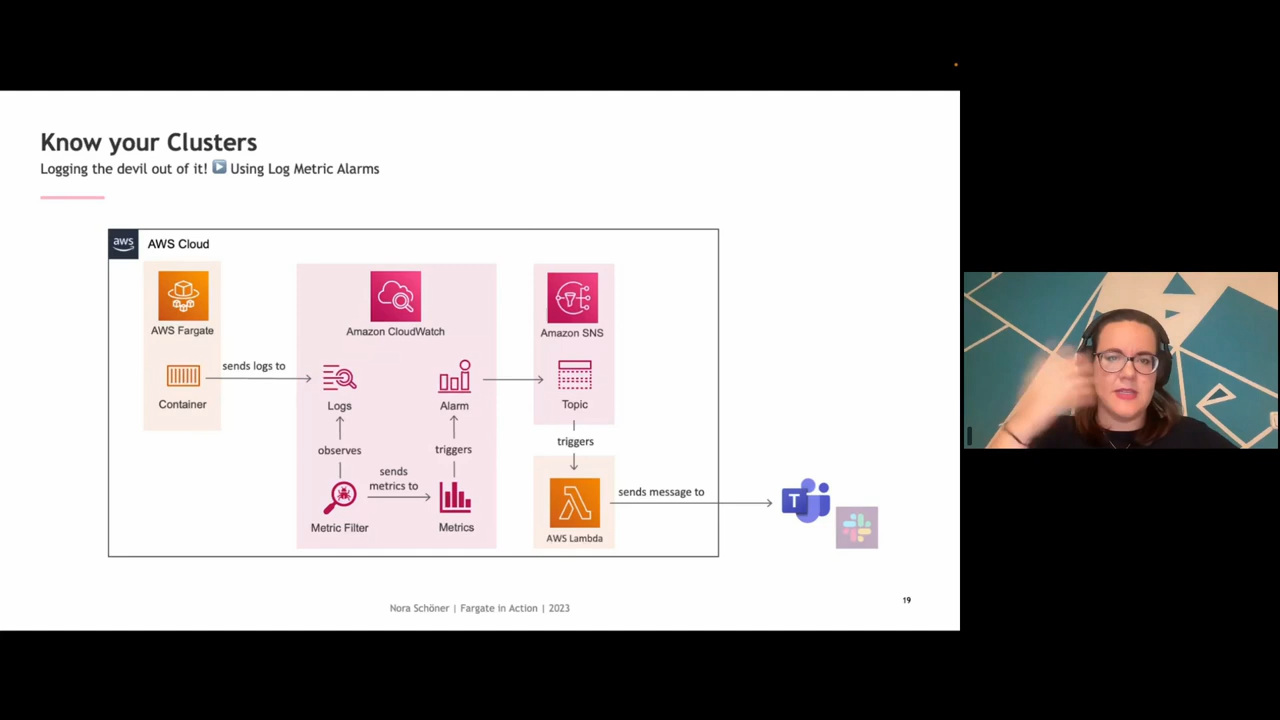 Know your Clusters
Logging the devil out of it! ▶️ Using Log Metric Alarms
aws
AWS Cloud
AWS Fargate
Amazon CloudWatch
Amazon SNS
sends logs to
Container
Logs
Alarm
Topic
observes
triggers
triggers
sends
metrics to
sends message to
T
Metric Filter
Metrics
AWS Lambda
Nora Schöner | Fargate in Action | 2023
19